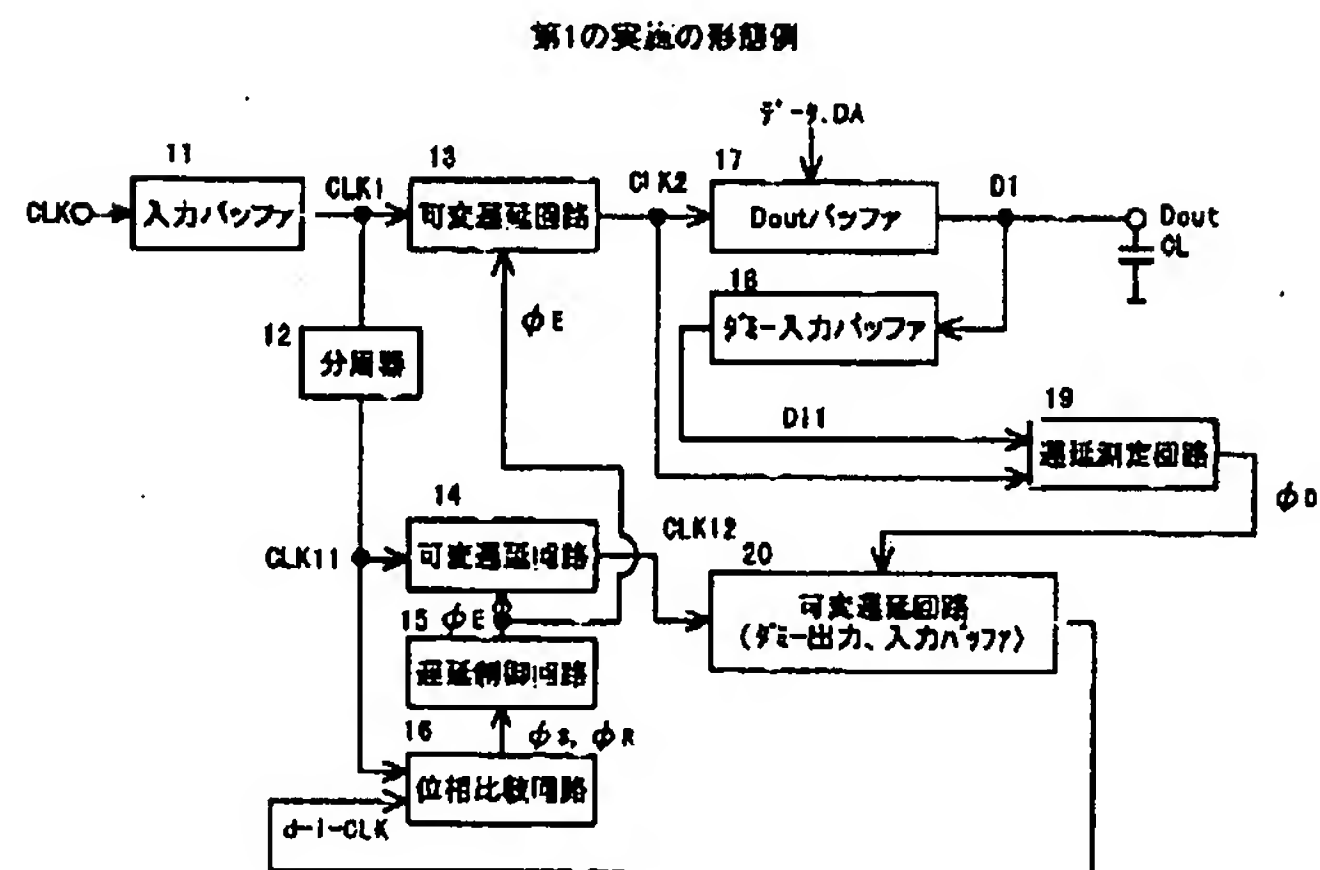 第1の実施の形態例
データ.DA
11
13
17
CLK
入力バッファ
CLK1
可変遅延回路
CLK2
Doutバッファ
D1
Dout
CL
18
ダミー入力バッファ
φE
12
分周器
DI1
19
遅延測定回路
φD
14
CLK11
可変遅延回路
CLK12
20
可変遅延回路
(ダミー出力、入力バッファ)
15 φE
遅延制御回路
16
φS, φR
位相比較回路
d-i-CLK